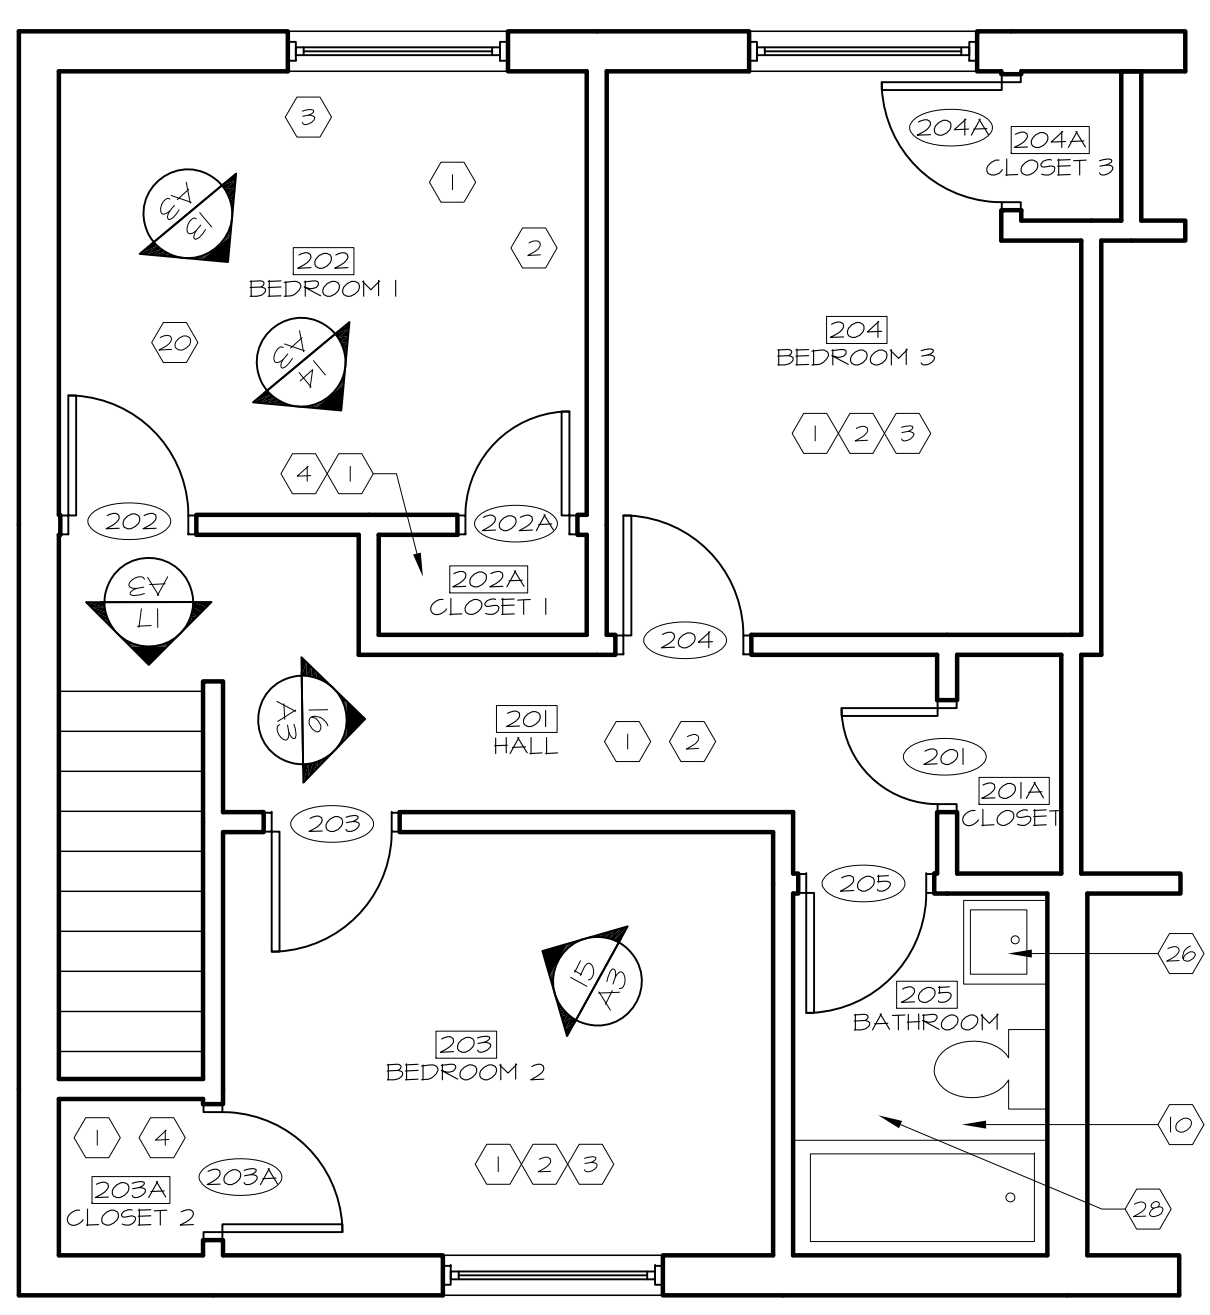 3
1
2
204A
204A
CLOSET 3
13
A3
202
BEDROOM 1
20
14
A3
204
BEDROOM 3
1 2 3
4 1
202
202A
202A
CLOSET 1
A3
17
204
16
A3
201
HALL
1 2
201
201A
CLOSET
203
205
15
A3
26
205
BATHROOM
203
BEDROOM 2
10
1 4
1 2 3
203A
203A
CLOSET 2
28